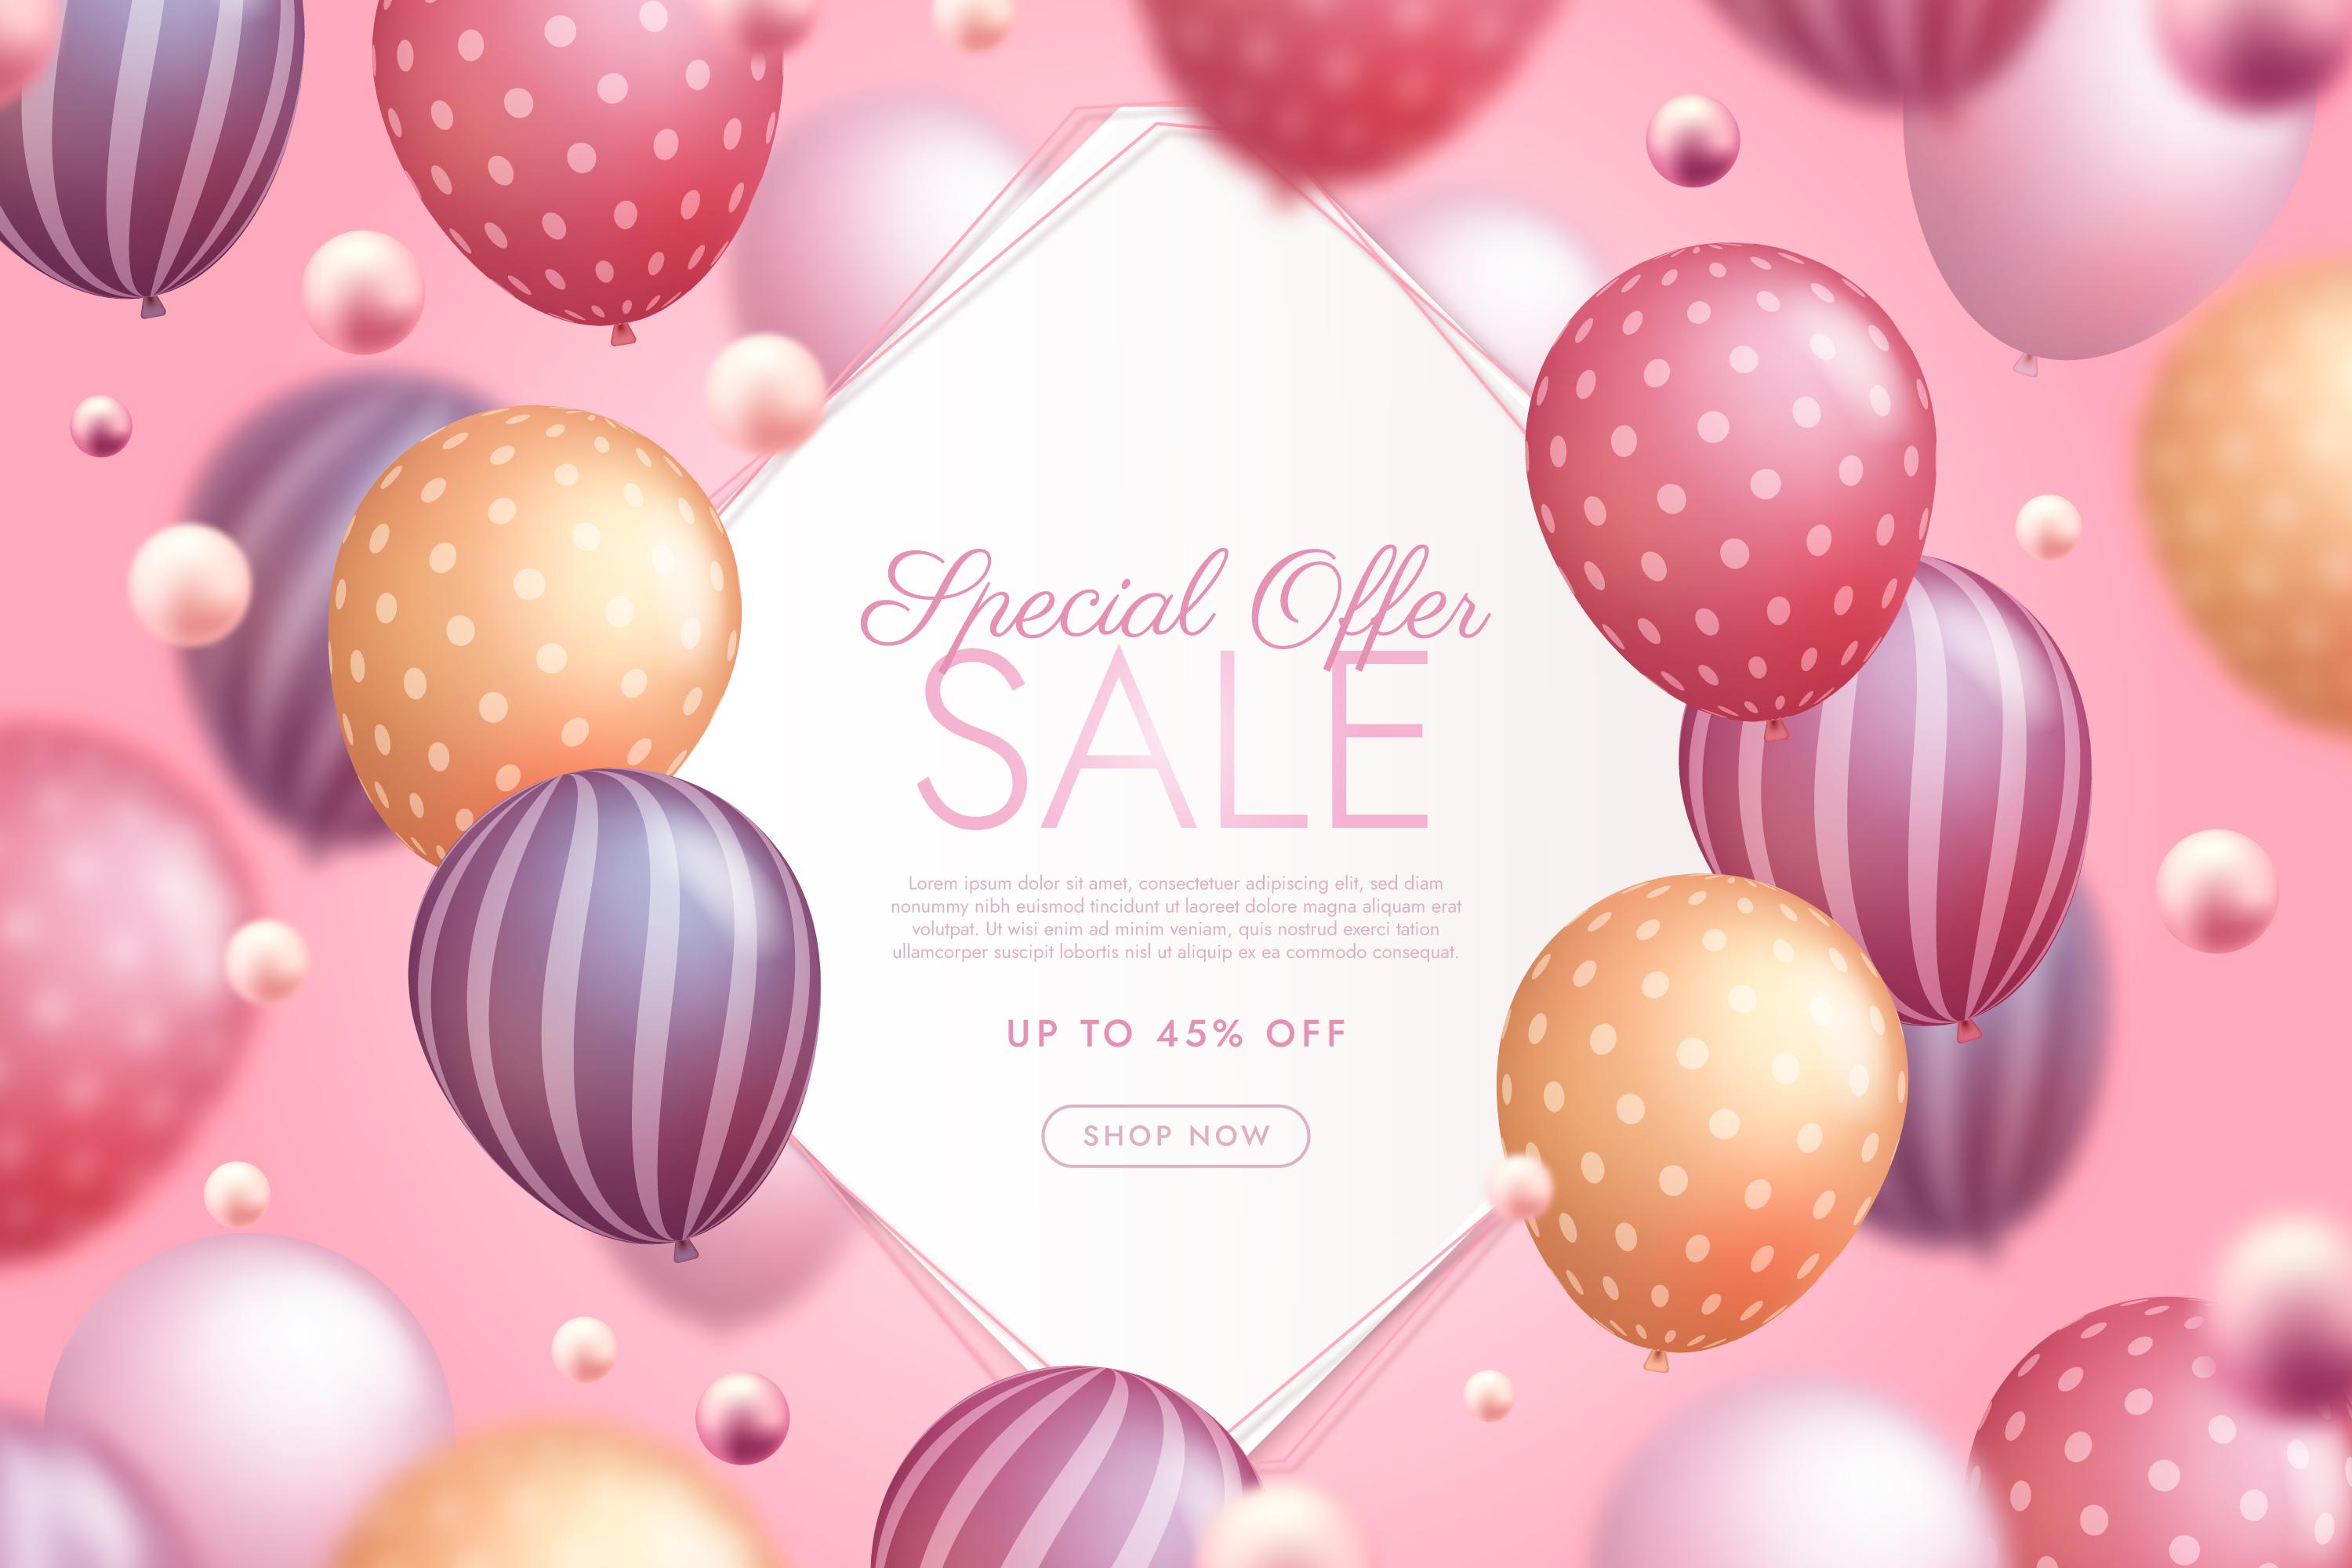 Special Offer
SALE
Lorem ipsum dolor sit amet, consectetuer adipiscing elit, sed diam
nonummy nibh euismod tincidunt ut laoreet dolore magna aliquam erat
volutpat. Ut wisi enim ad minim veniam, quis nostrud exerci tation
ullamcorper suscipit lobortis nisl ut aliquip ex ea commodo consequat.
UP TO 45% OFF
SHOP NOW